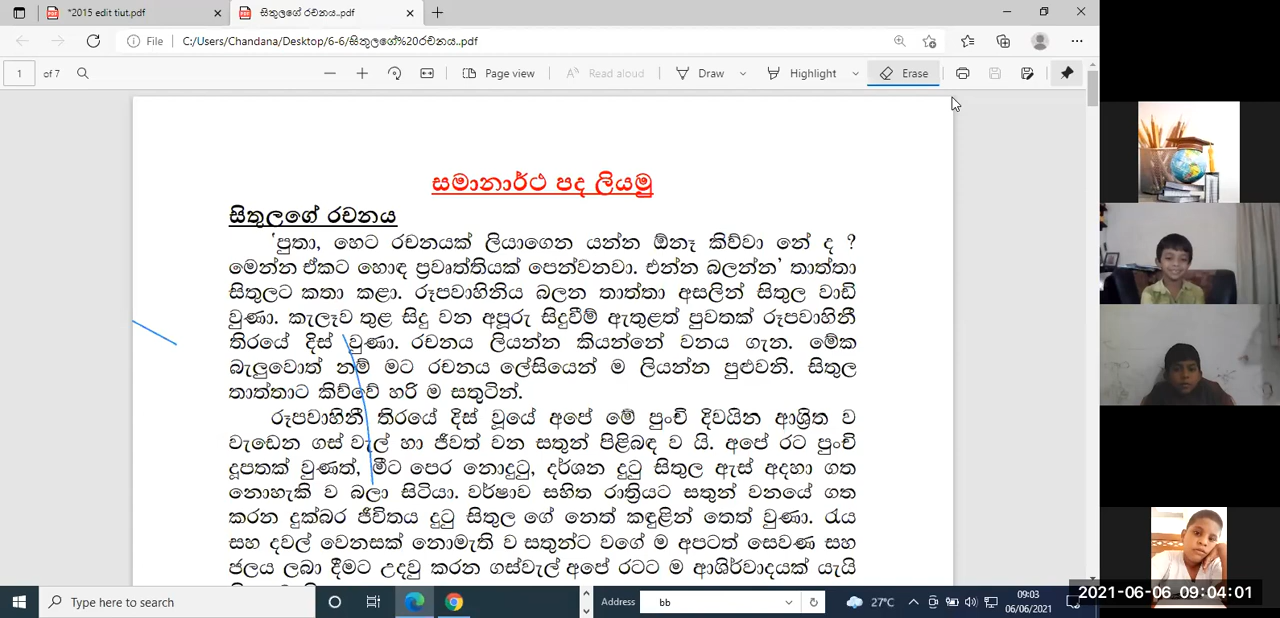 *2015 edit tiut.pdf
සිතුලගේ රචනය..pdf
File C:/Users/Chandana/Desktop/6-6/සිතුලගේ%20රචනය..pdf
1 of 7 Page view Read aloud Draw Highlight Erase
සමානාර්ථ පද ලියමු
සිතුලගේ රචනය
‘පුතා, හෙට රචනයක් ලියාගෙන යන්න ඕනෑ කිව්වා නේ ද ?
මෙන්න ඒකට හොඳ ප්‍රවෘත්තියක් පෙන්වනවා. එන්න බලන්න’ තාත්තා
සිතුලට කතා කළා. රූපවාහිනිය බලන තාත්තා අසලින් සිතුල වාඩි
වුණා. කැලෑව තුළ සිදු වන අපූරු සිදුවීම් ඇතුළත් පුවතක් රූපවාහිනී
තිරයේ දිස් වුණා. රචනය ලියන්න කියන්නේ වනය ගැන. මේක
බැලුවොත් නම් මට රචනය ලේසියෙන් ම ලියන්න පුළුවනි. සිතුල
තාත්තාට කිව්වේ හරි ම සතුටින්.
රූපවාහිනී තිරයේ දිස් වූයේ අපේ මේ පුංචි දිවයින ආශ්‍රිත ව
වැඩෙන ගස් වැල් හා ජීවත් වන සතුන් පිළිබඳ ව යි. අපේ රට පුංචි
දූපතක් වුණත්, මීට පෙර නොදුටු, දර්ශන දුටු සිතුල ඇස් අදහා ගත
නොහැකි ව බලා සිටියා. වර්ෂාව සහිත රාත්‍රියට සතුන් වනයේ ගත
කරන දුක්බර ජීවිතය දුටු සිතුල ගේ නෙත් කඳුළින් තෙත් වුණා. රැය
සහ දවල් වෙනසක් නොමැති ව සතුන්ට වගේ ම අපටත් සෙවණ සහ
ජලය ලබා දීමට උදවු කරන ගස්වැල් අපේ රටට ම ආශිර්වාදයක් යැයි
Type here to search
Address bb
27°C
09:03
06/06/2021
2021-06-06 09:04:01